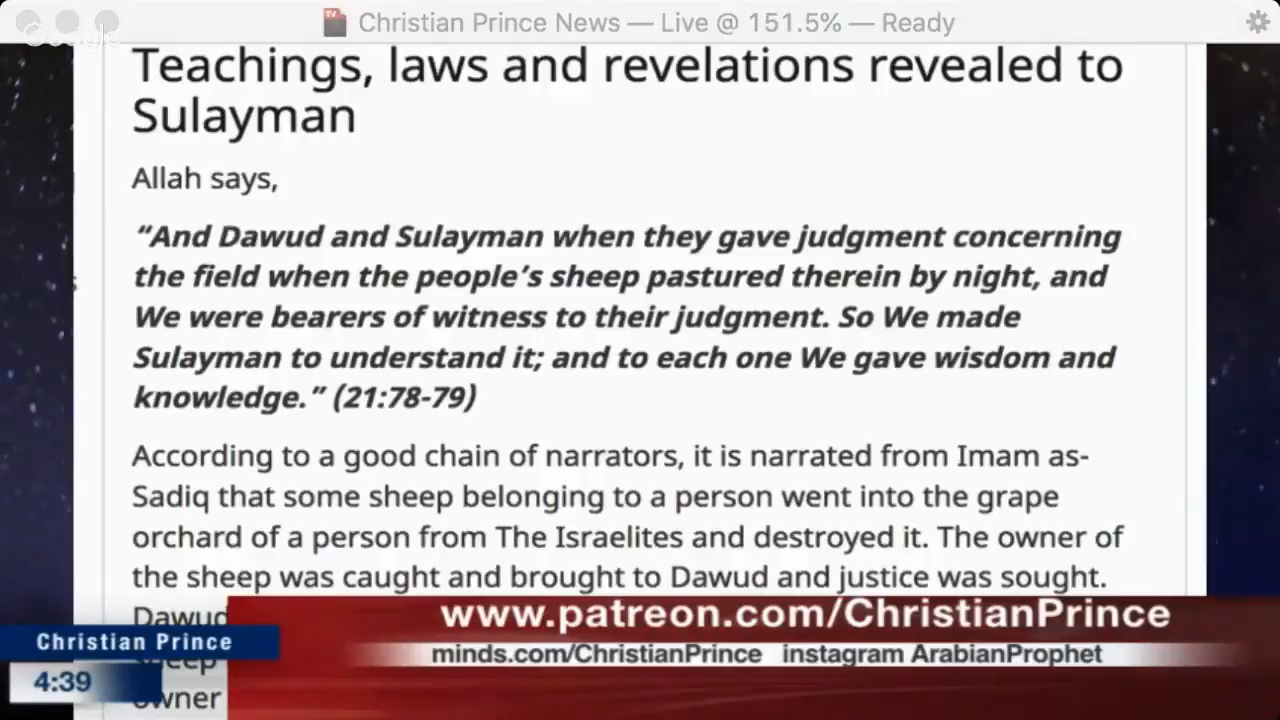 Google
Christian Prince News — Live @ 151.5% — Ready
Teachings, laws and revelations revealed to
Sulayman
Allah says,
“And Dawud and Sulayman when they gave judgment concerning
the field when the people’s sheep pastured therein by night, and
We were bearers of witness to their judgment. So We made
Sulayman to understand it; and to each one We gave wisdom and
knowledge.” (21:78-79)
According to a good chain of narrators, it is narrated from Imam as-
Sadiq that some sheep belonging to a person went into the grape
orchard of a person from The Israelites and destroyed it. The owner of
the sheep was caught and brought to Dawud and justice was sought.
Dawud
sheep
owner
www.patreon.com/ChristianPrince
Christian Prince
minds.com/ChristianPrince instagram ArabianProphet
4:39